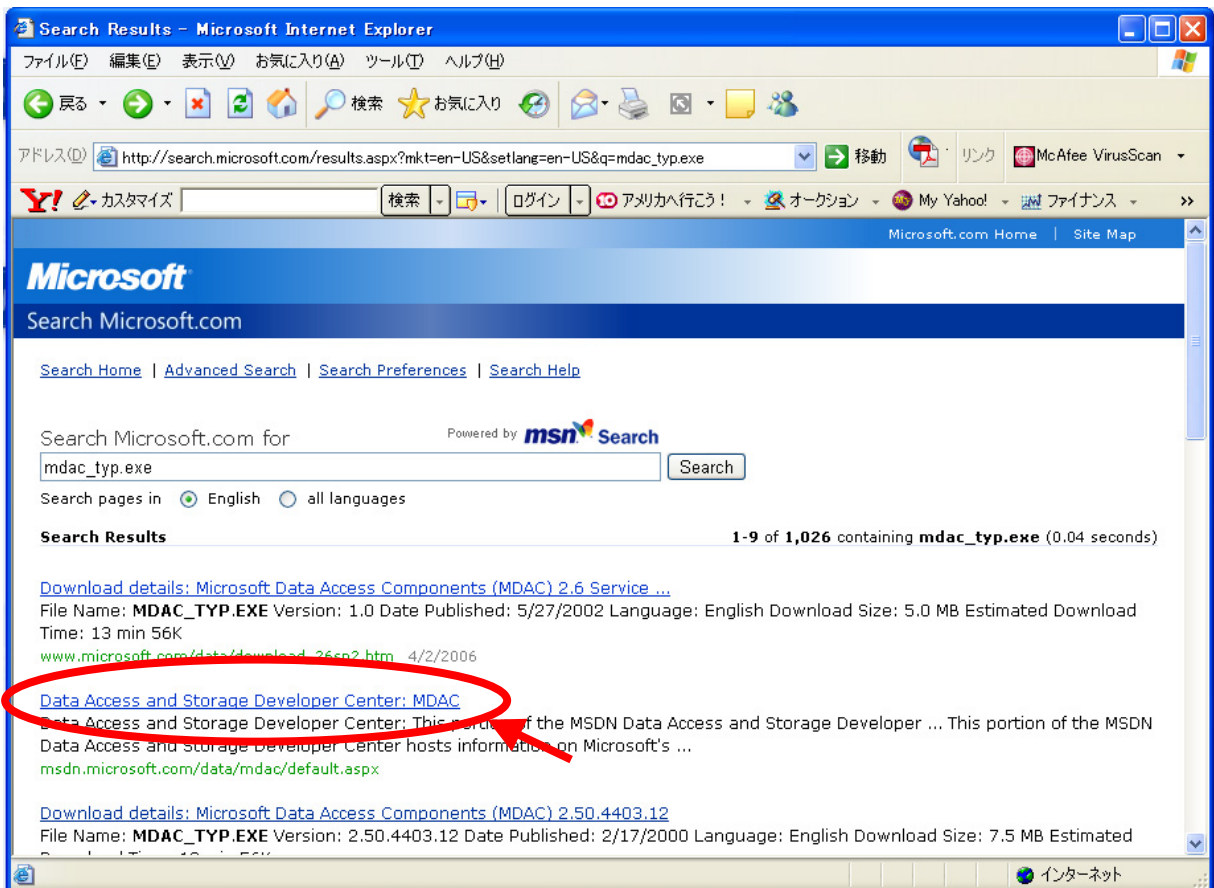 Search Results - Microsoft Internet Explorer
ファイル(F) 編集(E) 表示(V) お気に入り(A) ツール(T) ヘルプ(H)
戻る 検索 お気に入り
アドレス(D) http://search.microsoft.com/results.aspx?mkt=en-US&setlang=en-US&q=mdac_typ.exe 移動 リンク McAfee VirusScan
Y! カスタマイズ 検索 ログイン アメリカへ行こう! オークション My Yahoo! ファイナンス »
Microsoft.com Home | Site Map
Microsoft
Search Microsoft.com
Search Home | Advanced Search | Search Preferences | Search Help
Search Microsoft.com for Powered by msn Search
mdac_typ.exe Search
Search pages in English all languages
Search Results 1-9 of 1,026 containing mdac_typ.exe (0.04 seconds)
Download details: Microsoft Data Access Components (MDAC) 2.6 Service ...
File Name: MDAC_TYP.EXE Version: 1.0 Date Published: 5/27/2002 Language: English Download Size: 5.0 MB Estimated Download
Time: 13 min 56K
www.microsoft.com/data/download_26sp2.htm 4/2/2006
Data Access and Storage Developer Center: MDAC
Data Access and Storage Developer Center: This portion of the MSDN Data Access and Storage Developer ... This portion of the MSDN
Data Access and Storage Developer Center hosts information on Microsoft's ...
msdn.microsoft.com/data/mdac/default.aspx
Download details: Microsoft Data Access Components (MDAC) 2.50.4403.12
File Name: MDAC_TYP.EXE Version: 2.50.4403.12 Date Published: 2/17/2000 Language: English Download Size: 7.5 MB Estimated
インターネット